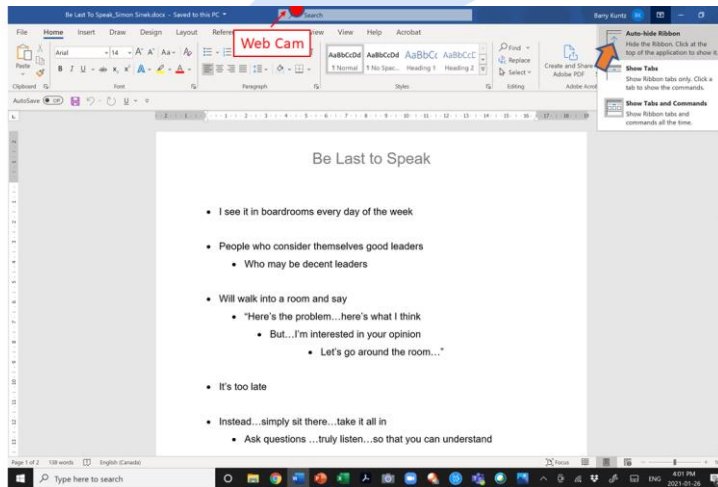 Be Last To Speak_Simon Sinek.docx - Saved to this PC
Search
Barry Kuntz
File Home Insert Draw Design Layout Refere View Help Acrobat
Web Cam
Auto-hide Ribbon
Hide the Ribbon. Click at the
top of the application to show it.
Show Tabs
Show Ribbon tabs only. Click a
tab to show the commands.
Show Tabs and Commands
Show Ribbon tabs and
commands all the time.
Paste
Arial 14
AaBbCcDd AaBbCcDd AaBbCc AaBbCcC
1 Normal 1 No Spac... Heading 1 Heading 2
Find
Replace
Select
Create and Share
Adobe PDF
Clipboard Font Paragraph Styles Editing Adobe Acrob
AutoSave Off
Be Last to Speak
• I see it in boardrooms every day of the week
• People who consider themselves good leaders
• Who may be decent leaders
• Will walk into a room and say
• “Here’s the problem…here’s what I think
• But…I’m interested in your opinion
• Let’s go around the room…”
• It’s too late
• Instead…simply sit there…take it all in
• Ask questions …truly listen…so that you can understand
Page 1 of 2 138 words English (Canada) Focus
Type here to search
ENG
4:01 PM
2021-01-26